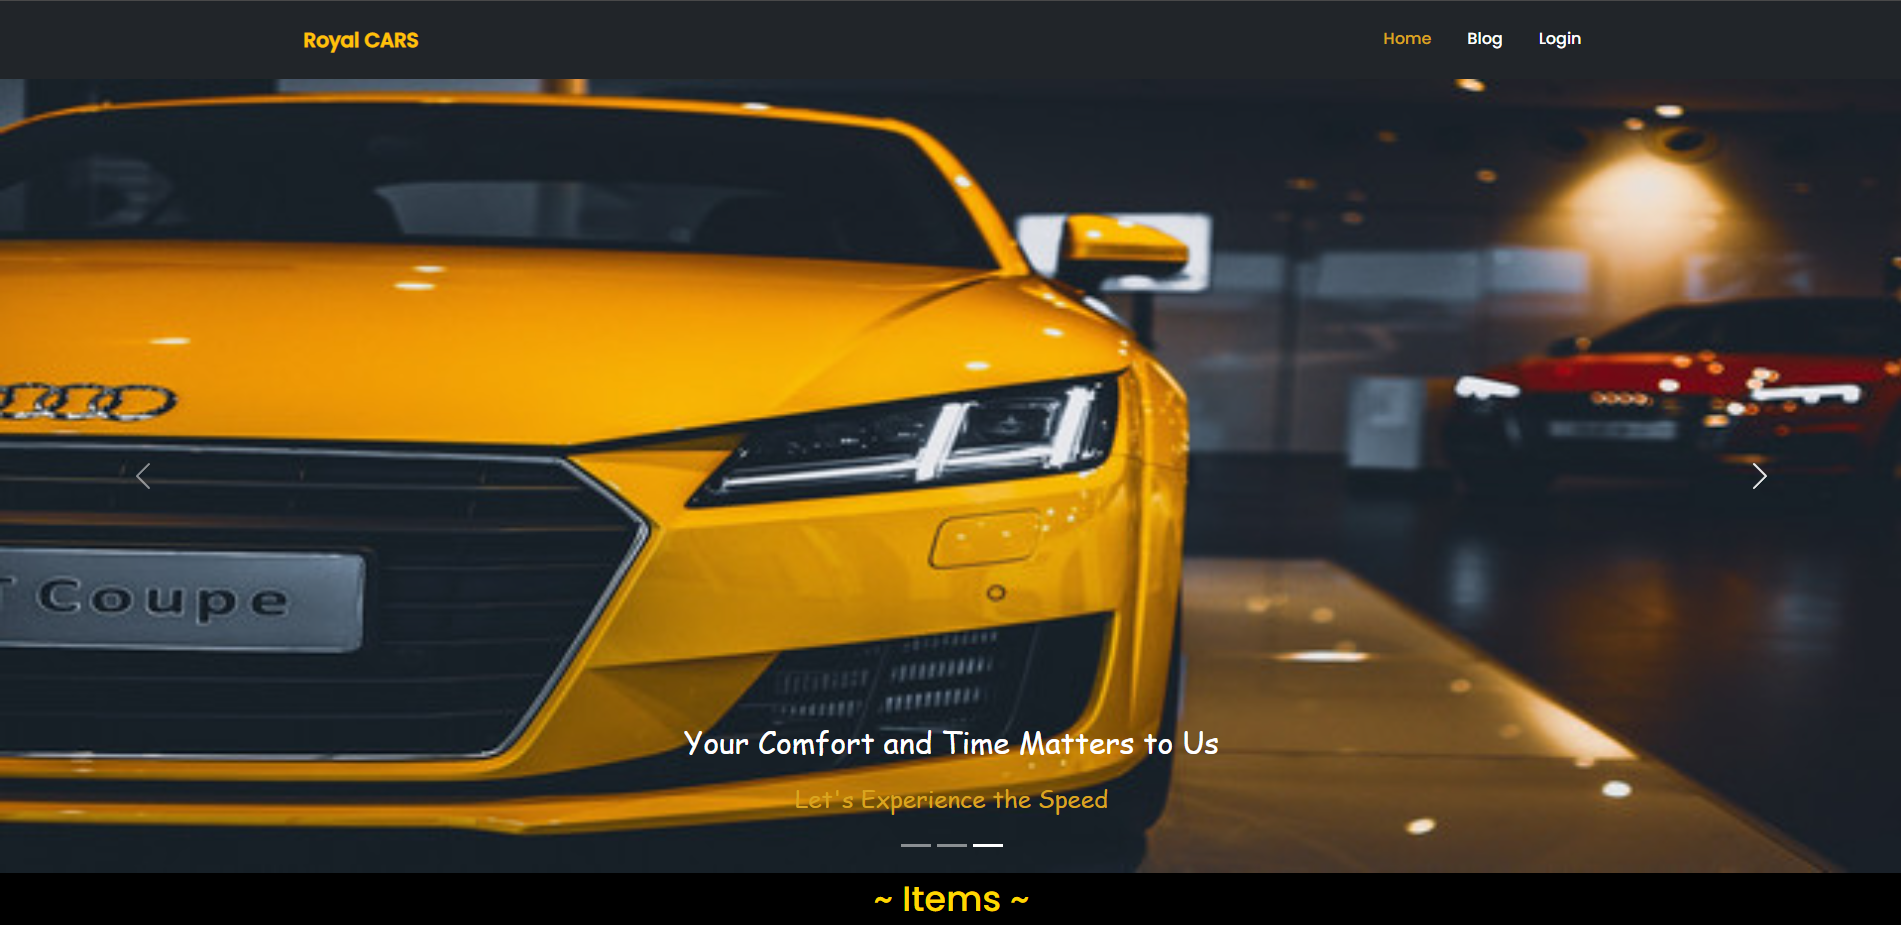 Royal CARS
Home Blog Login
T Coupe
Your Comfort and Time Matters to Us
Let's Experience the Speed
~ Items ~